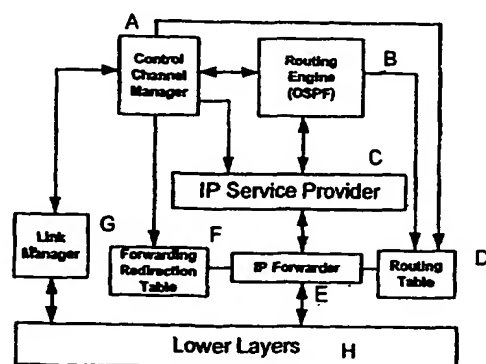 A
Control
Channel
Manager
Routing
Engine
(OSPF)
B
C
IP Service Provider
G
Link
Manager
F
Forwarding
Redirection
Table
IP Forwarder
E
Routing
Table
D
Lower Layers
H